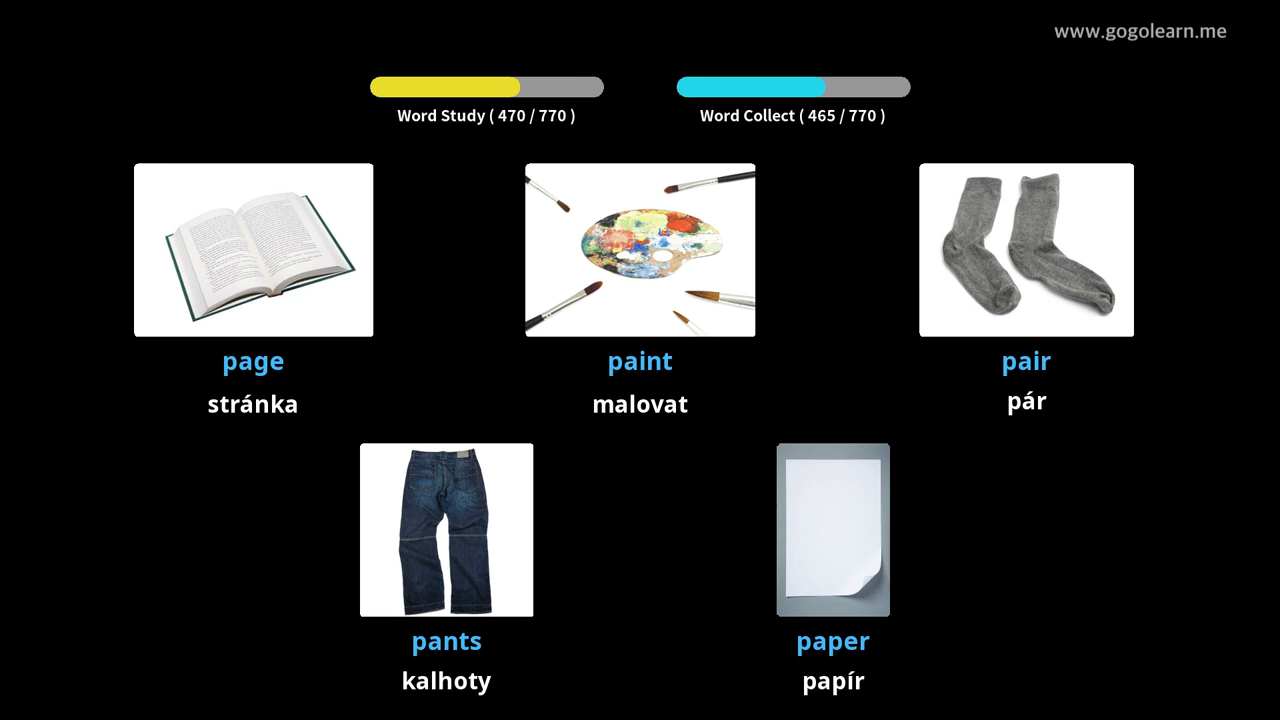 www.gogolearn.me
Word Study ( 470 / 770 )
Word Collect ( 465 / 770 )
page
paint
pair
stránka
malovat
pár
pants
paper
kalhoty
papír